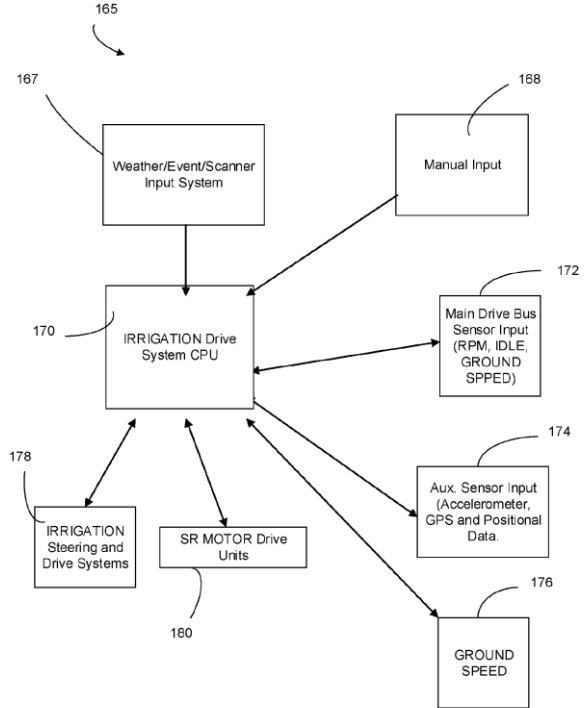 165
167
168
Weather/Event/Scanner
Input System
Manual Input
172
170
IRRIGATION Drive
System CPU
Main Drive Bus
Sensor Input
(RPM, IDLE,
GROUND
SPPED)
174
178
Aux. Sensor Input
(Accelerometer,
GPS and Positional
Data.
IRRIGATION
Steering and
Drive Systems
SR MOTOR Drive
Units
180
176
GROUND
SPEED